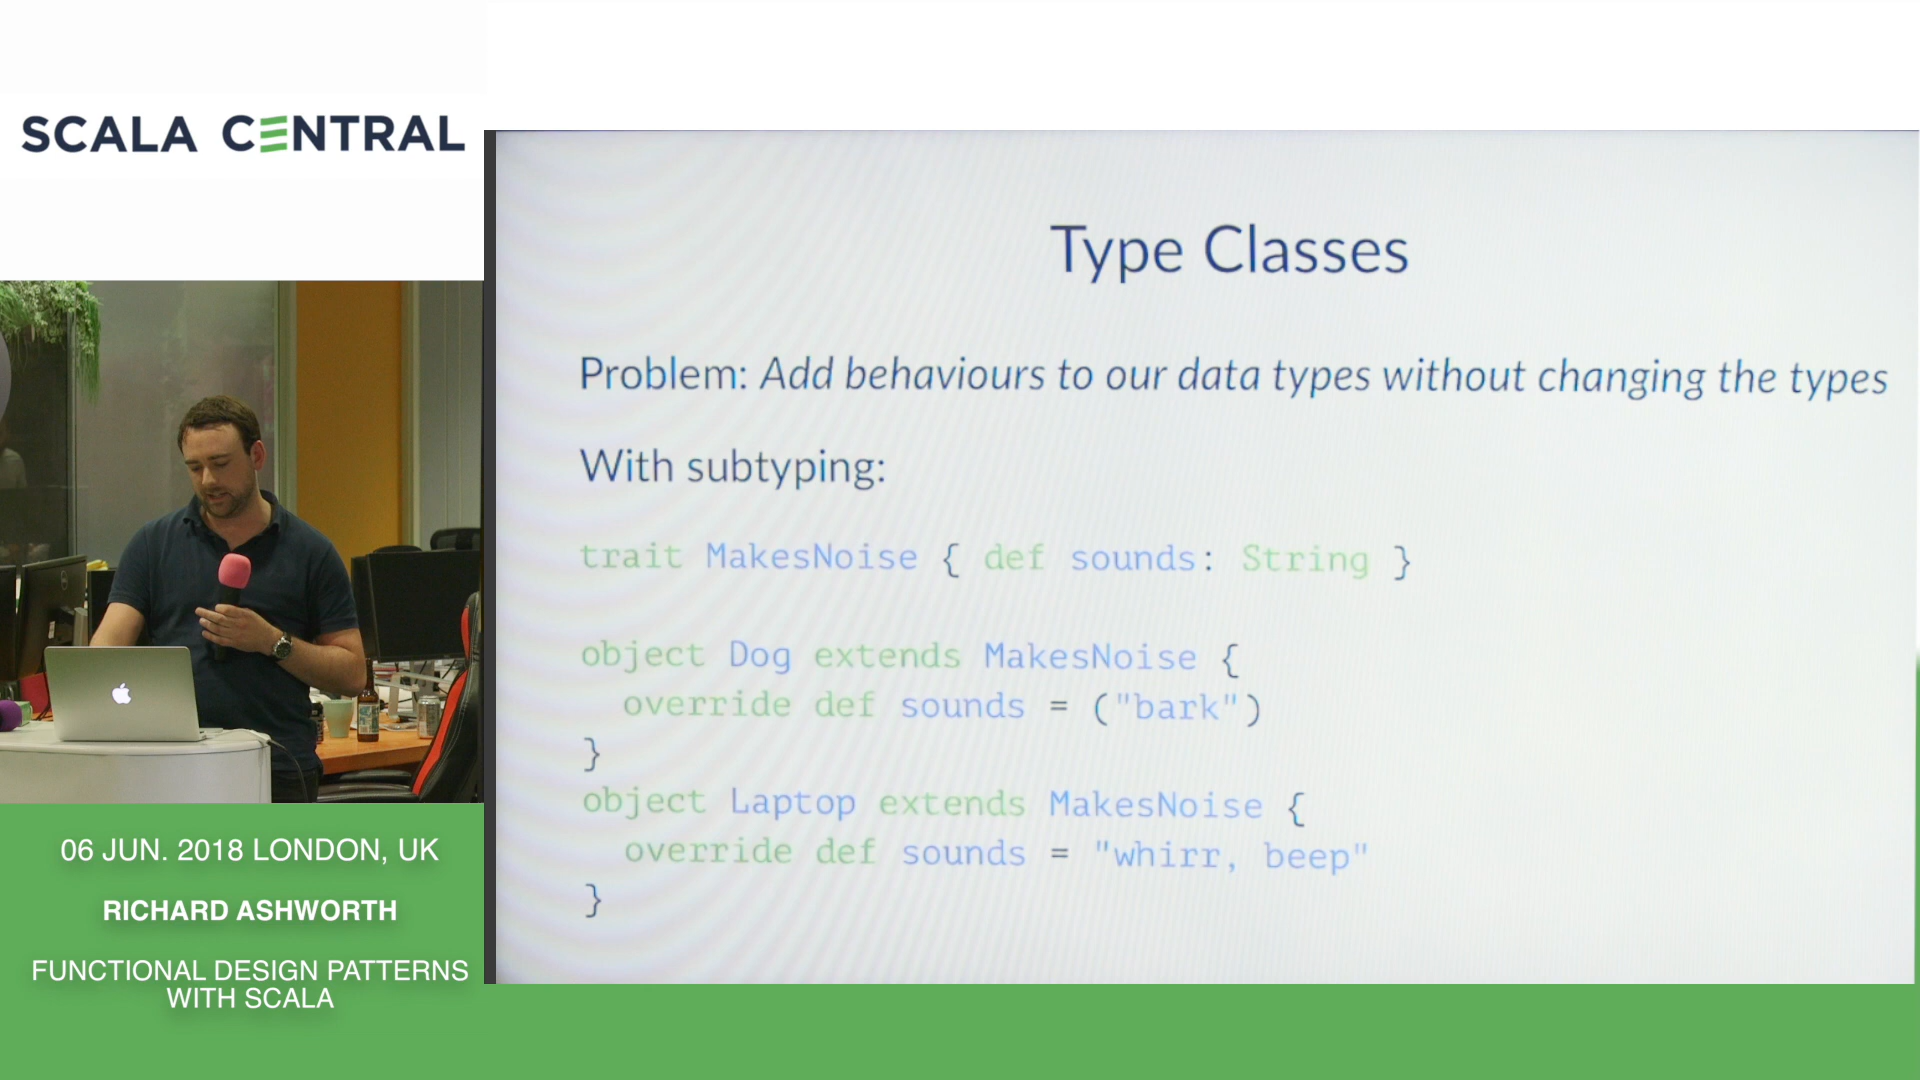 SCALA CENTRAL
Type Classes
Problem: Add behaviours to our data types without changing the types
With subtyping:
trait MakesNoise { def sounds: String }
object Dog extends MakesNoise {
override def sounds = ("bark")
}
object Laptop extends MakesNoise {
override def sounds = "whirr, beep"
}
06 JUN. 2018 LONDON, UK
RICHARD ASHWORTH
FUNCTIONAL DESIGN PATTERNS
WITH SCALA